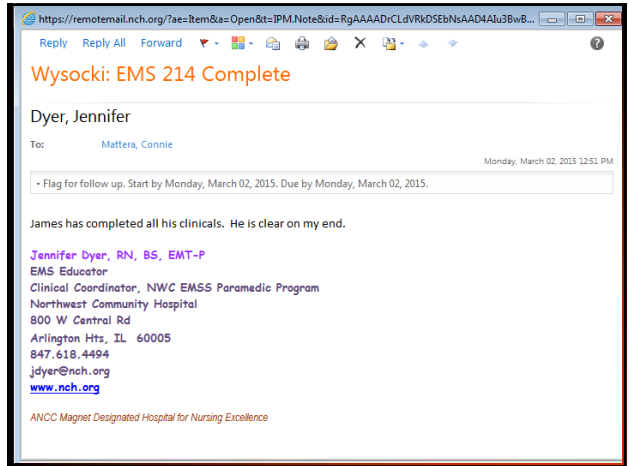 https://remotemail.nch.org/?ae=Item&a=Open&t=IPM.Note&id=RgAAAADrCLdVRkDSEbNsAAD4AIu3BwB...
Reply Reply All Forward
Wysocki: EMS 214 Complete
Dyer, Jennifer
To: Mattera, Connie
Monday, March 02, 2015 12:51 PM
• Flag for follow up. Start by Monday, March 02, 2015. Due by Monday, March 02, 2015.
James has completed all his clinicals. He is clear on my end.
Jennifer Dyer, RN, BS, EMT-P
EMS Educator
Clinical Coordinator, NWC EMSS Paramedic Program
Northwest Community Hospital
800 W Central Rd
Arlington Hts, IL 60005
847.618.4494
jdyer@nch.org
www.nch.org
ANCC Magnet Designated Hospital for Nursing Excellence